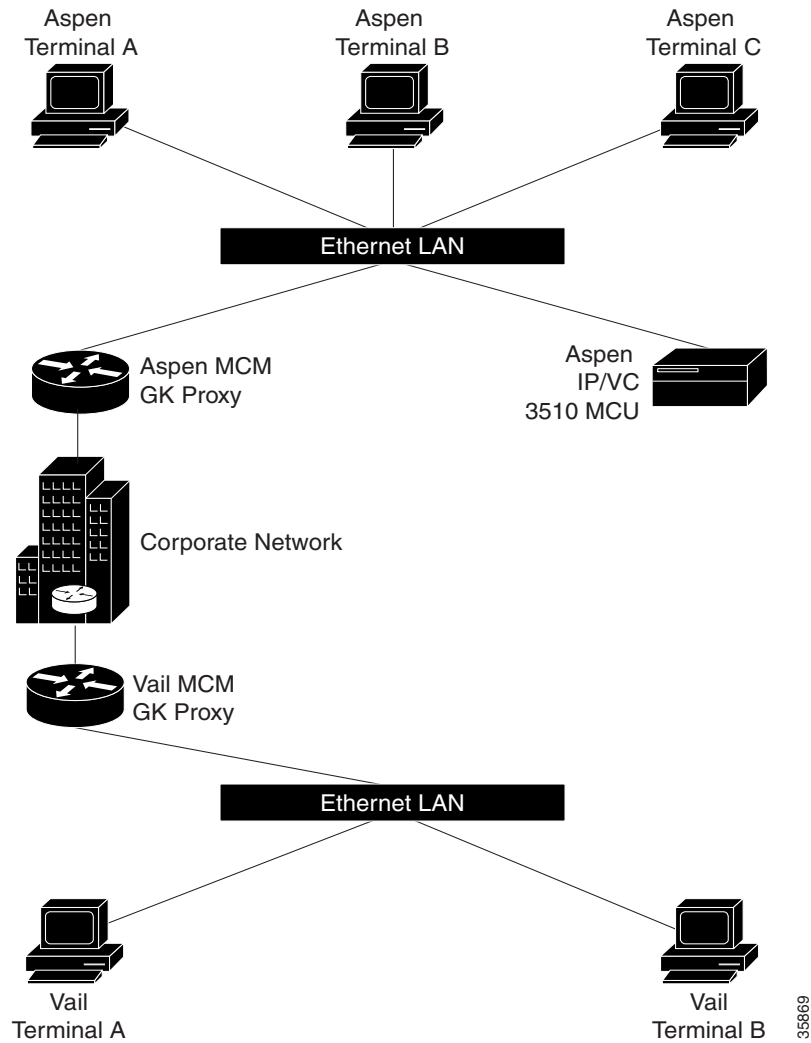 Aspen
Terminal A
Aspen
Terminal B
Aspen
Terminal C
Ethernet LAN
Aspen MCM
GK Proxy
Aspen
IP/VC
3510 MCU
Corporate Network
Vail MCM
GK Proxy
Ethernet LAN
Vail
Terminal A
Vail
Terminal B
35869